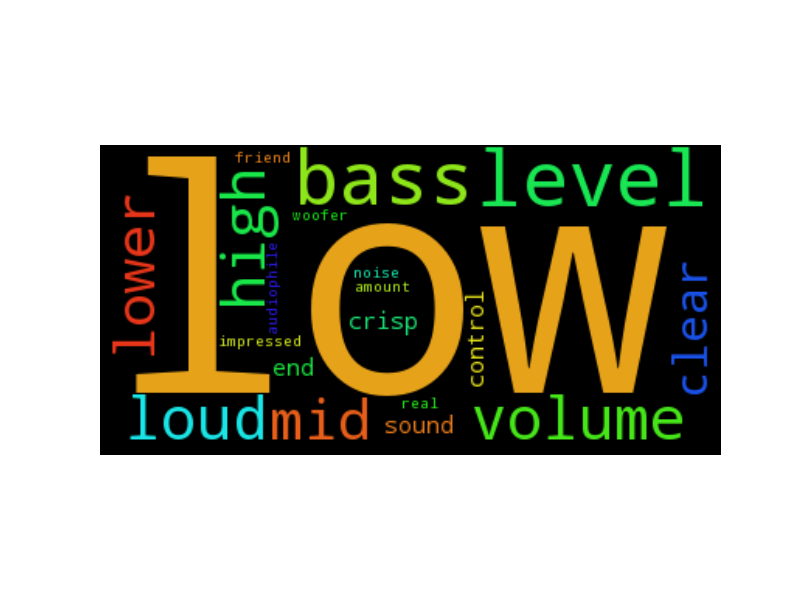 friend
bass
level
high
woofer
lower
low
audiophile
noise
amount
crisp
control
clear
impressed
end
loud
mid
real
sound
volume